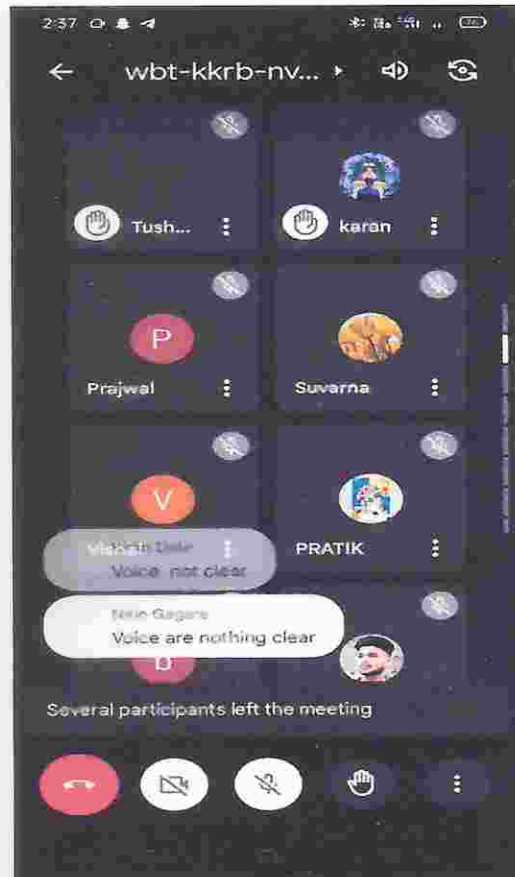 2:37
wbt-kkrb-nv...
Tush...
karan
P
Prajwal
Suvarna
V
PRATIK
Voice not clear
Voice are nothing clear
b
Several participants left the meeting